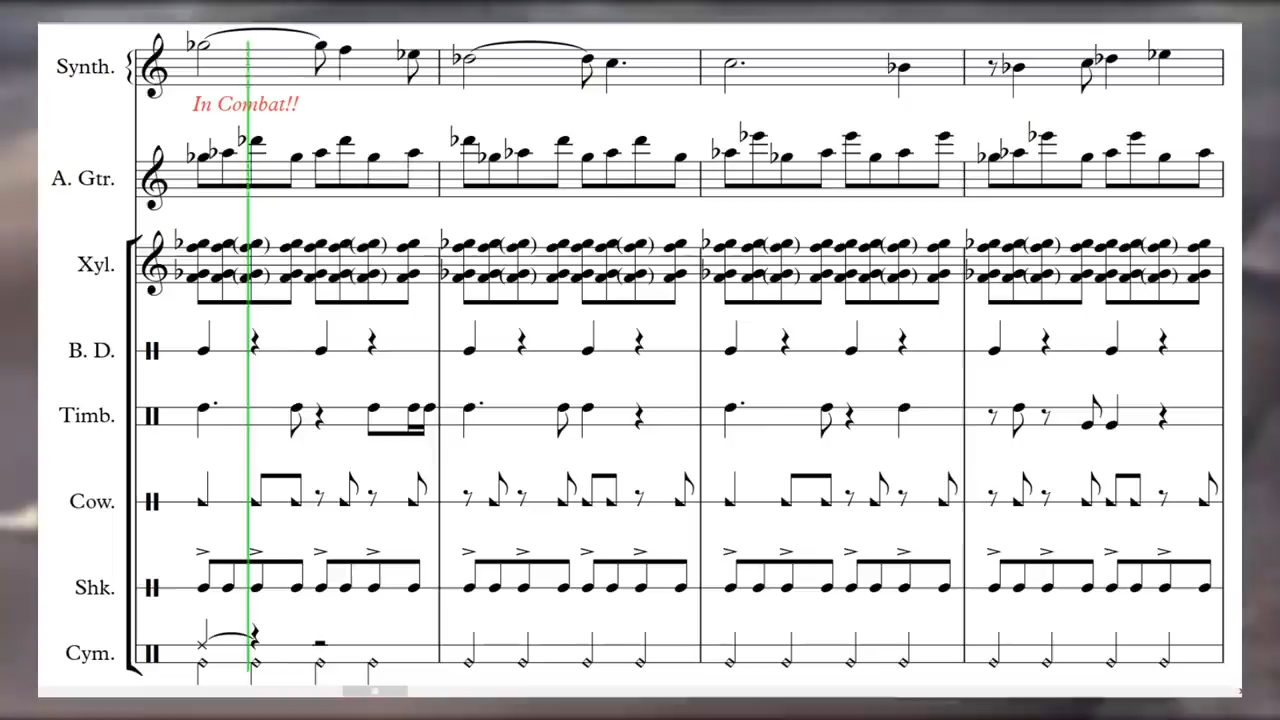 Synth.
In Combat!!
A. Gtr.
Xyl.
B. D.
Timb.
Cow.
Shk.
Cym.